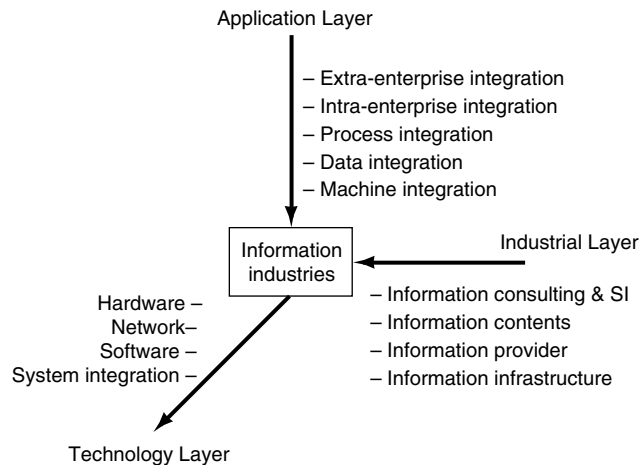 Application Layer
– Extra-enterprise integration
– Intra-enterprise integration
– Process integration
– Data integration
– Machine integration
Information
industries
Industrial Layer
– Information consulting & SI
– Information contents
– Information provider
– Information infrastructure
Hardware –
Network–
Software –
System integration –
Technology Layer